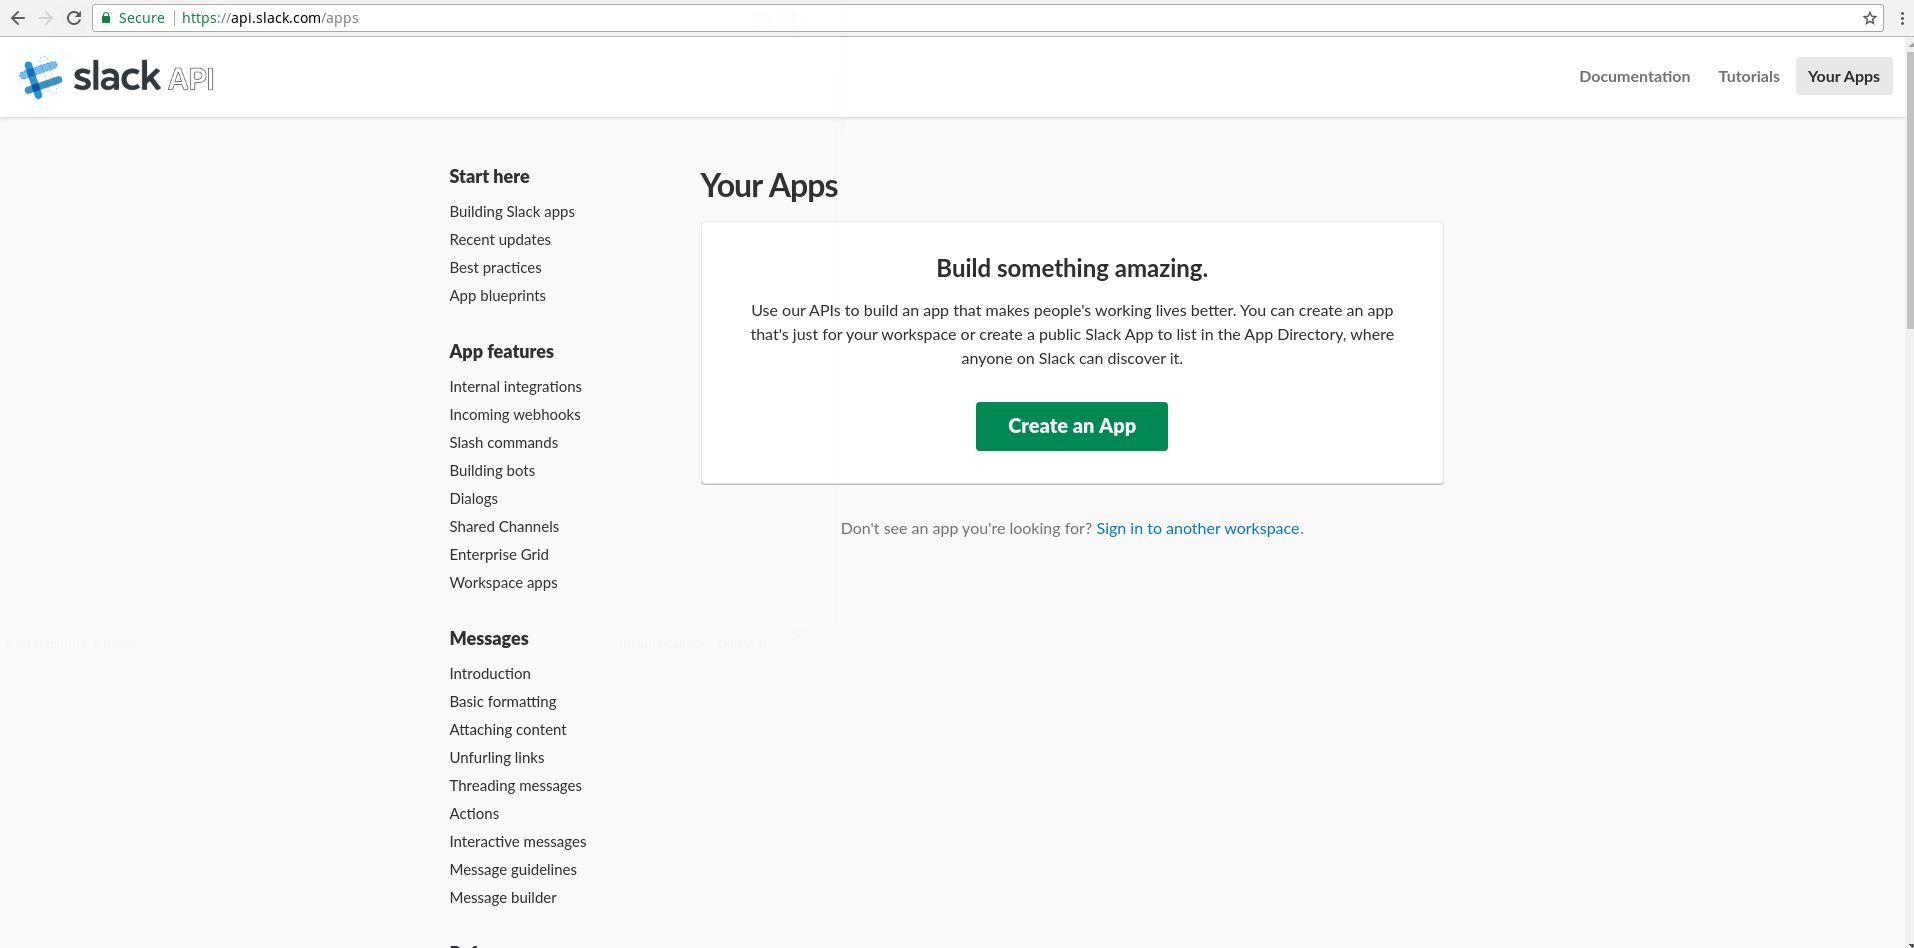 Secure https://api.slack.com/apps
slack API
Documentation Tutorials Your Apps
Start here
Building Slack apps
Recent updates
Best practices
App blueprints
App features
Internal integrations
Incoming webhooks
Slash commands
Building bots
Dialogs
Shared Channels
Enterprise Grid
Workspace apps
Messages
Introduction
Basic formatting
Attaching content
Unfurling links
Threading messages
Actions
Interactive messages
Message guidelines
Message builder
Your Apps
Build something amazing.
Use our APIs to build an app that makes people's working lives better. You can create an app
that's just for your workspace or create a public Slack App to list in the App Directory, where
anyone on Slack can discover it.
Create an App
Don't see an app you're looking for? Sign in to another workspace.